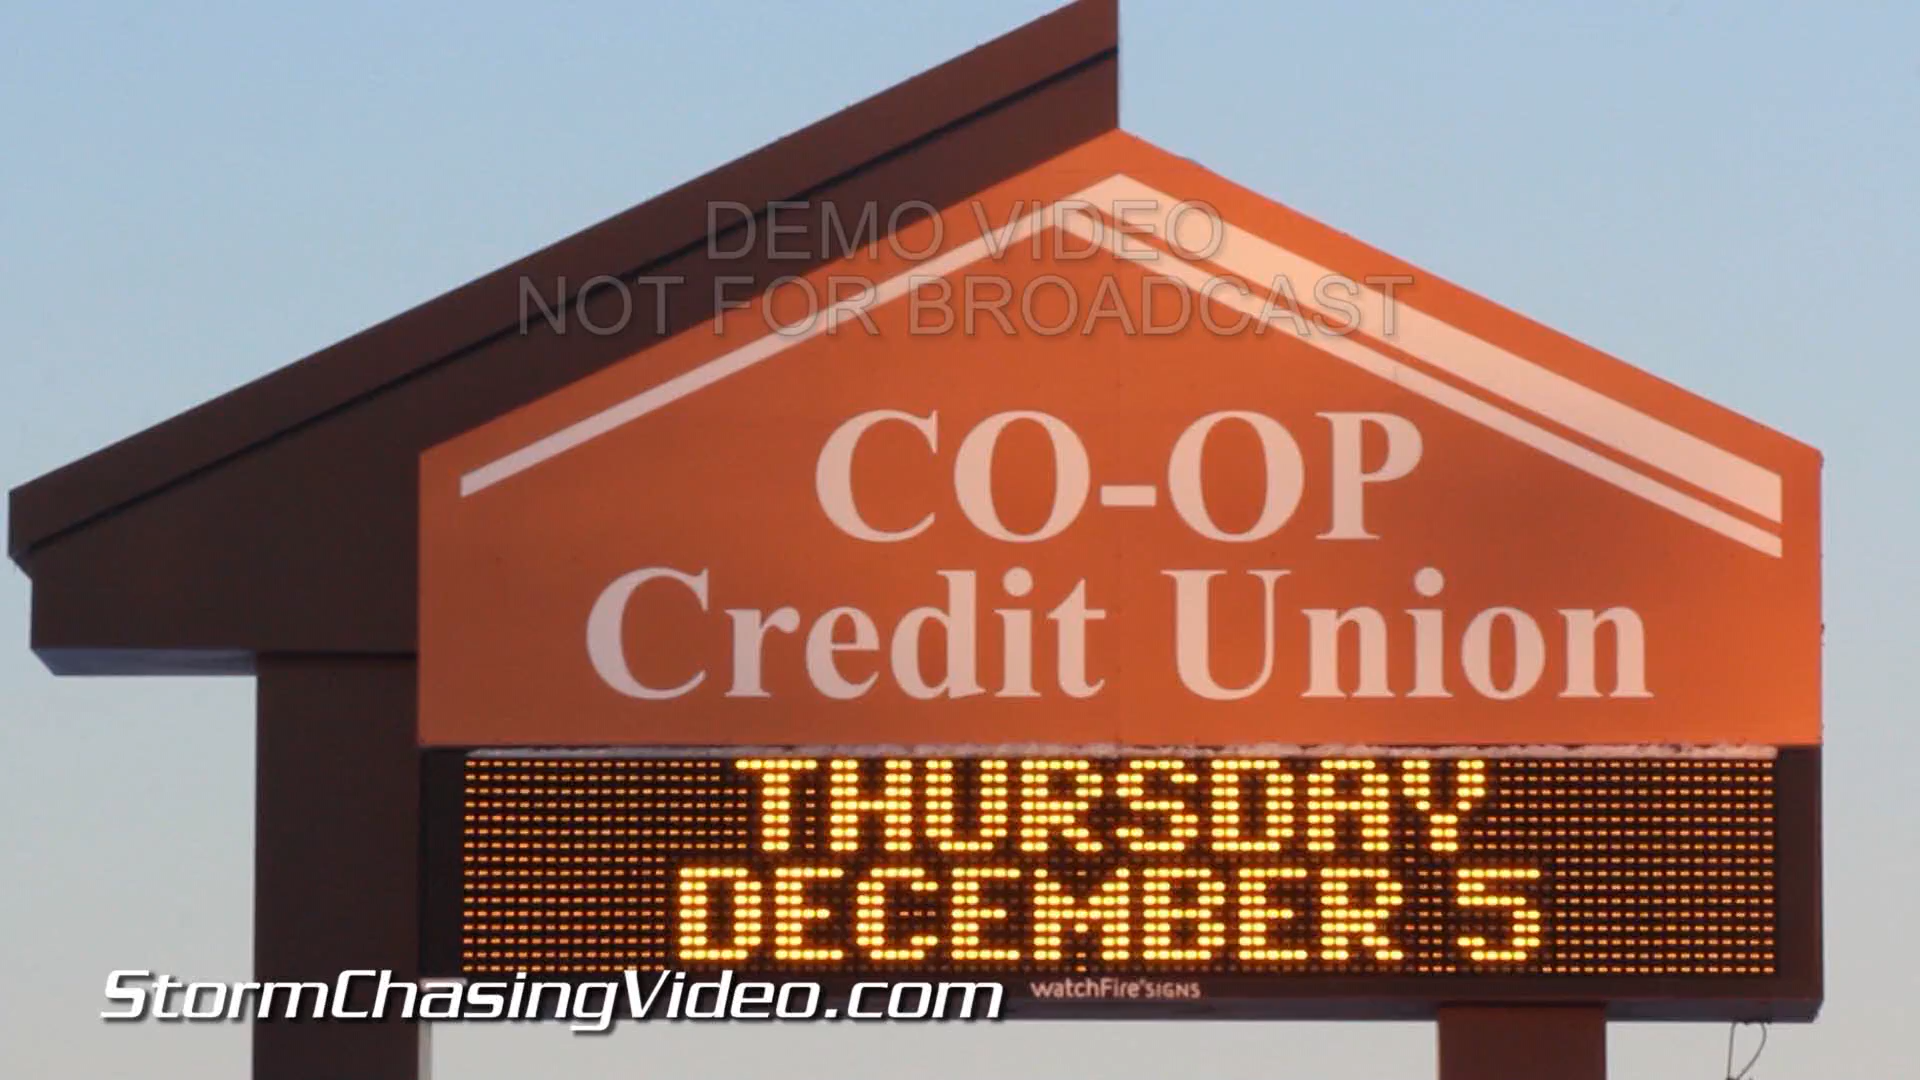 DEMO VIDEO
NOT FOR BROADCAST
CO-OP
Credit Union
THURSDAY
DECEMBER 5
StormChasingVideo.com
watchFire SIGNS